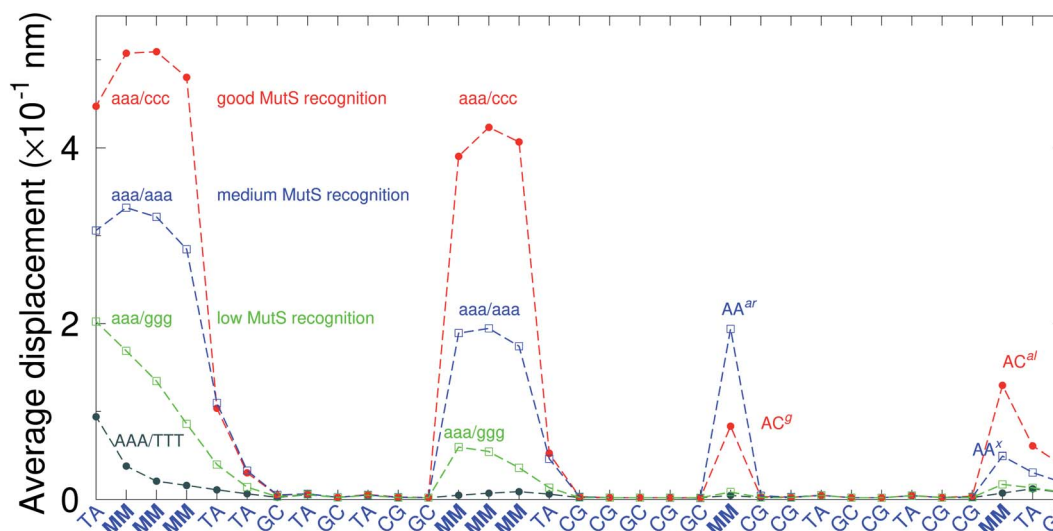 Average displacement (×10⁻¹ nm)
4
2
0
aaa/ccc good MutS recognition aaa/ccc
aaa/aaa medium MutS recognition
aaa/ggg low MutS recognition aaa/aaa AA^ar
AC^al
AAA/TTT aaa/ggg AC^g
AA^x
TA MM MM MM TA TA GC TA GC TA CG GC MM MM MM TA CG CG GC CG GC MM CG CG TA GC GC TA CG CG MM TA